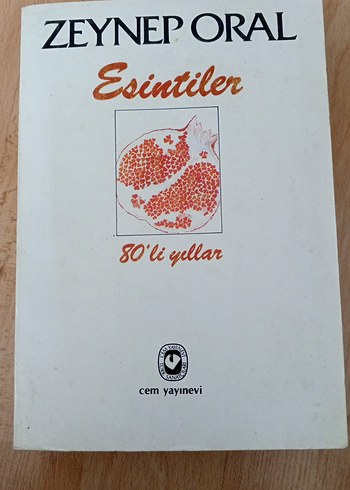 ZEYNEP ORAL
Esintiler
80'li yıllar
cem yayınevi